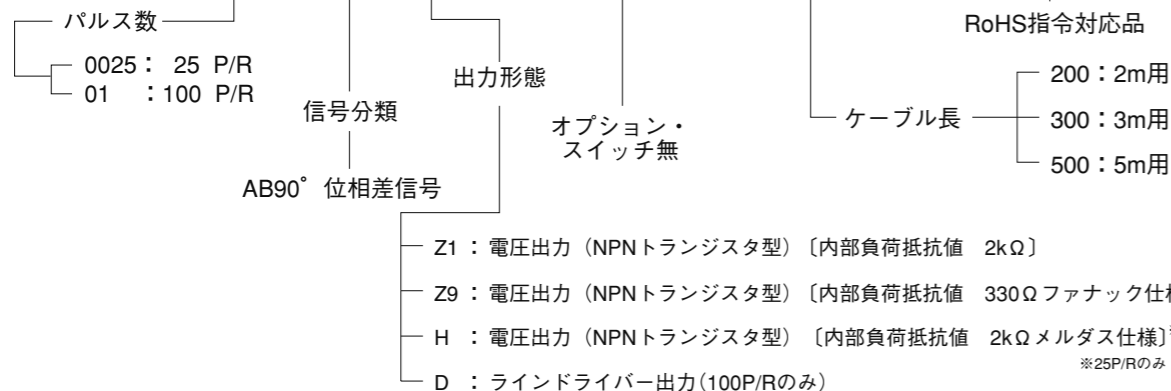 パルス数
0025： 25 P/R
01 ：100 P/R
信号分類
AB90°位相差信号
出力形態
オプション・
スイッチ無
RoHS指令対応品
ケーブル長
200：2m用
300：3m用
500：5m用
Z1 ：電圧出力（NPNトランジスタ型）〔内部負荷抵抗値 2kΩ〕
Z9 ：電圧出力（NPNトランジスタ型）〔内部負荷抵抗値 330Ωファナック仕
H ：電圧出力（NPNトランジスタ型）〔内部負荷抵抗値 2kΩメルダス仕様〕
※25P/Rのみ
D ：ラインドライバー出力(100P/Rのみ)